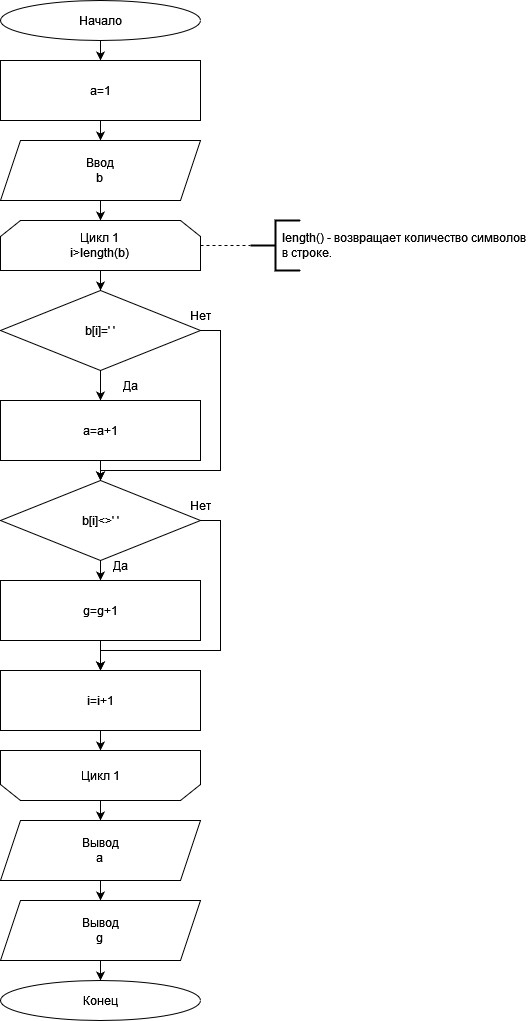 Начало
a=1
Ввод
b
Цикл 1
i>length(b)
length() - возвращает количество символов
в строке.
b[i]=' '
Нет
Да
a=a+1
b[i]<>' '
Нет
Да
g=g+1
i=i+1
Цикл 1
Вывод
a
Вывод
g
Конец